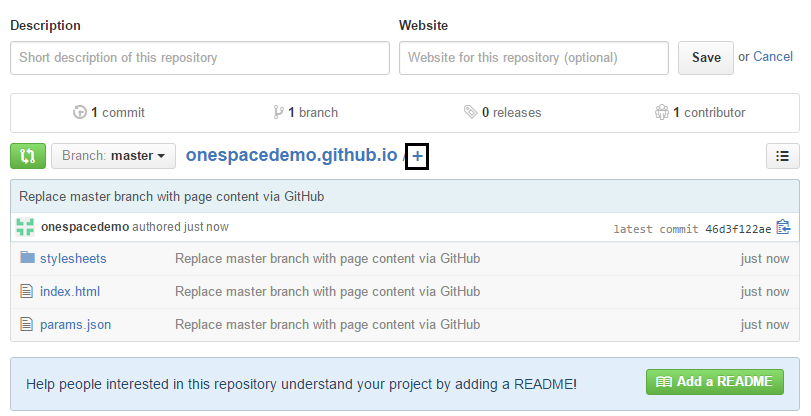 Description Website
Short description of this repository Website for this repository (optional) Save or Cancel
1 commit 1 branch 0 releases 1 contributor
Branch: master onespacedemo.github.io / +
Replace master branch with page content via GitHub
onespacedemo authored just now latest commit 46d3f122ae
stylesheets Replace master branch with page content via GitHub just now
index.html Replace master branch with page content via GitHub just now
params.json Replace master branch with page content via GitHub just now
Help people interested in this repository understand your project by adding a README! Add a README